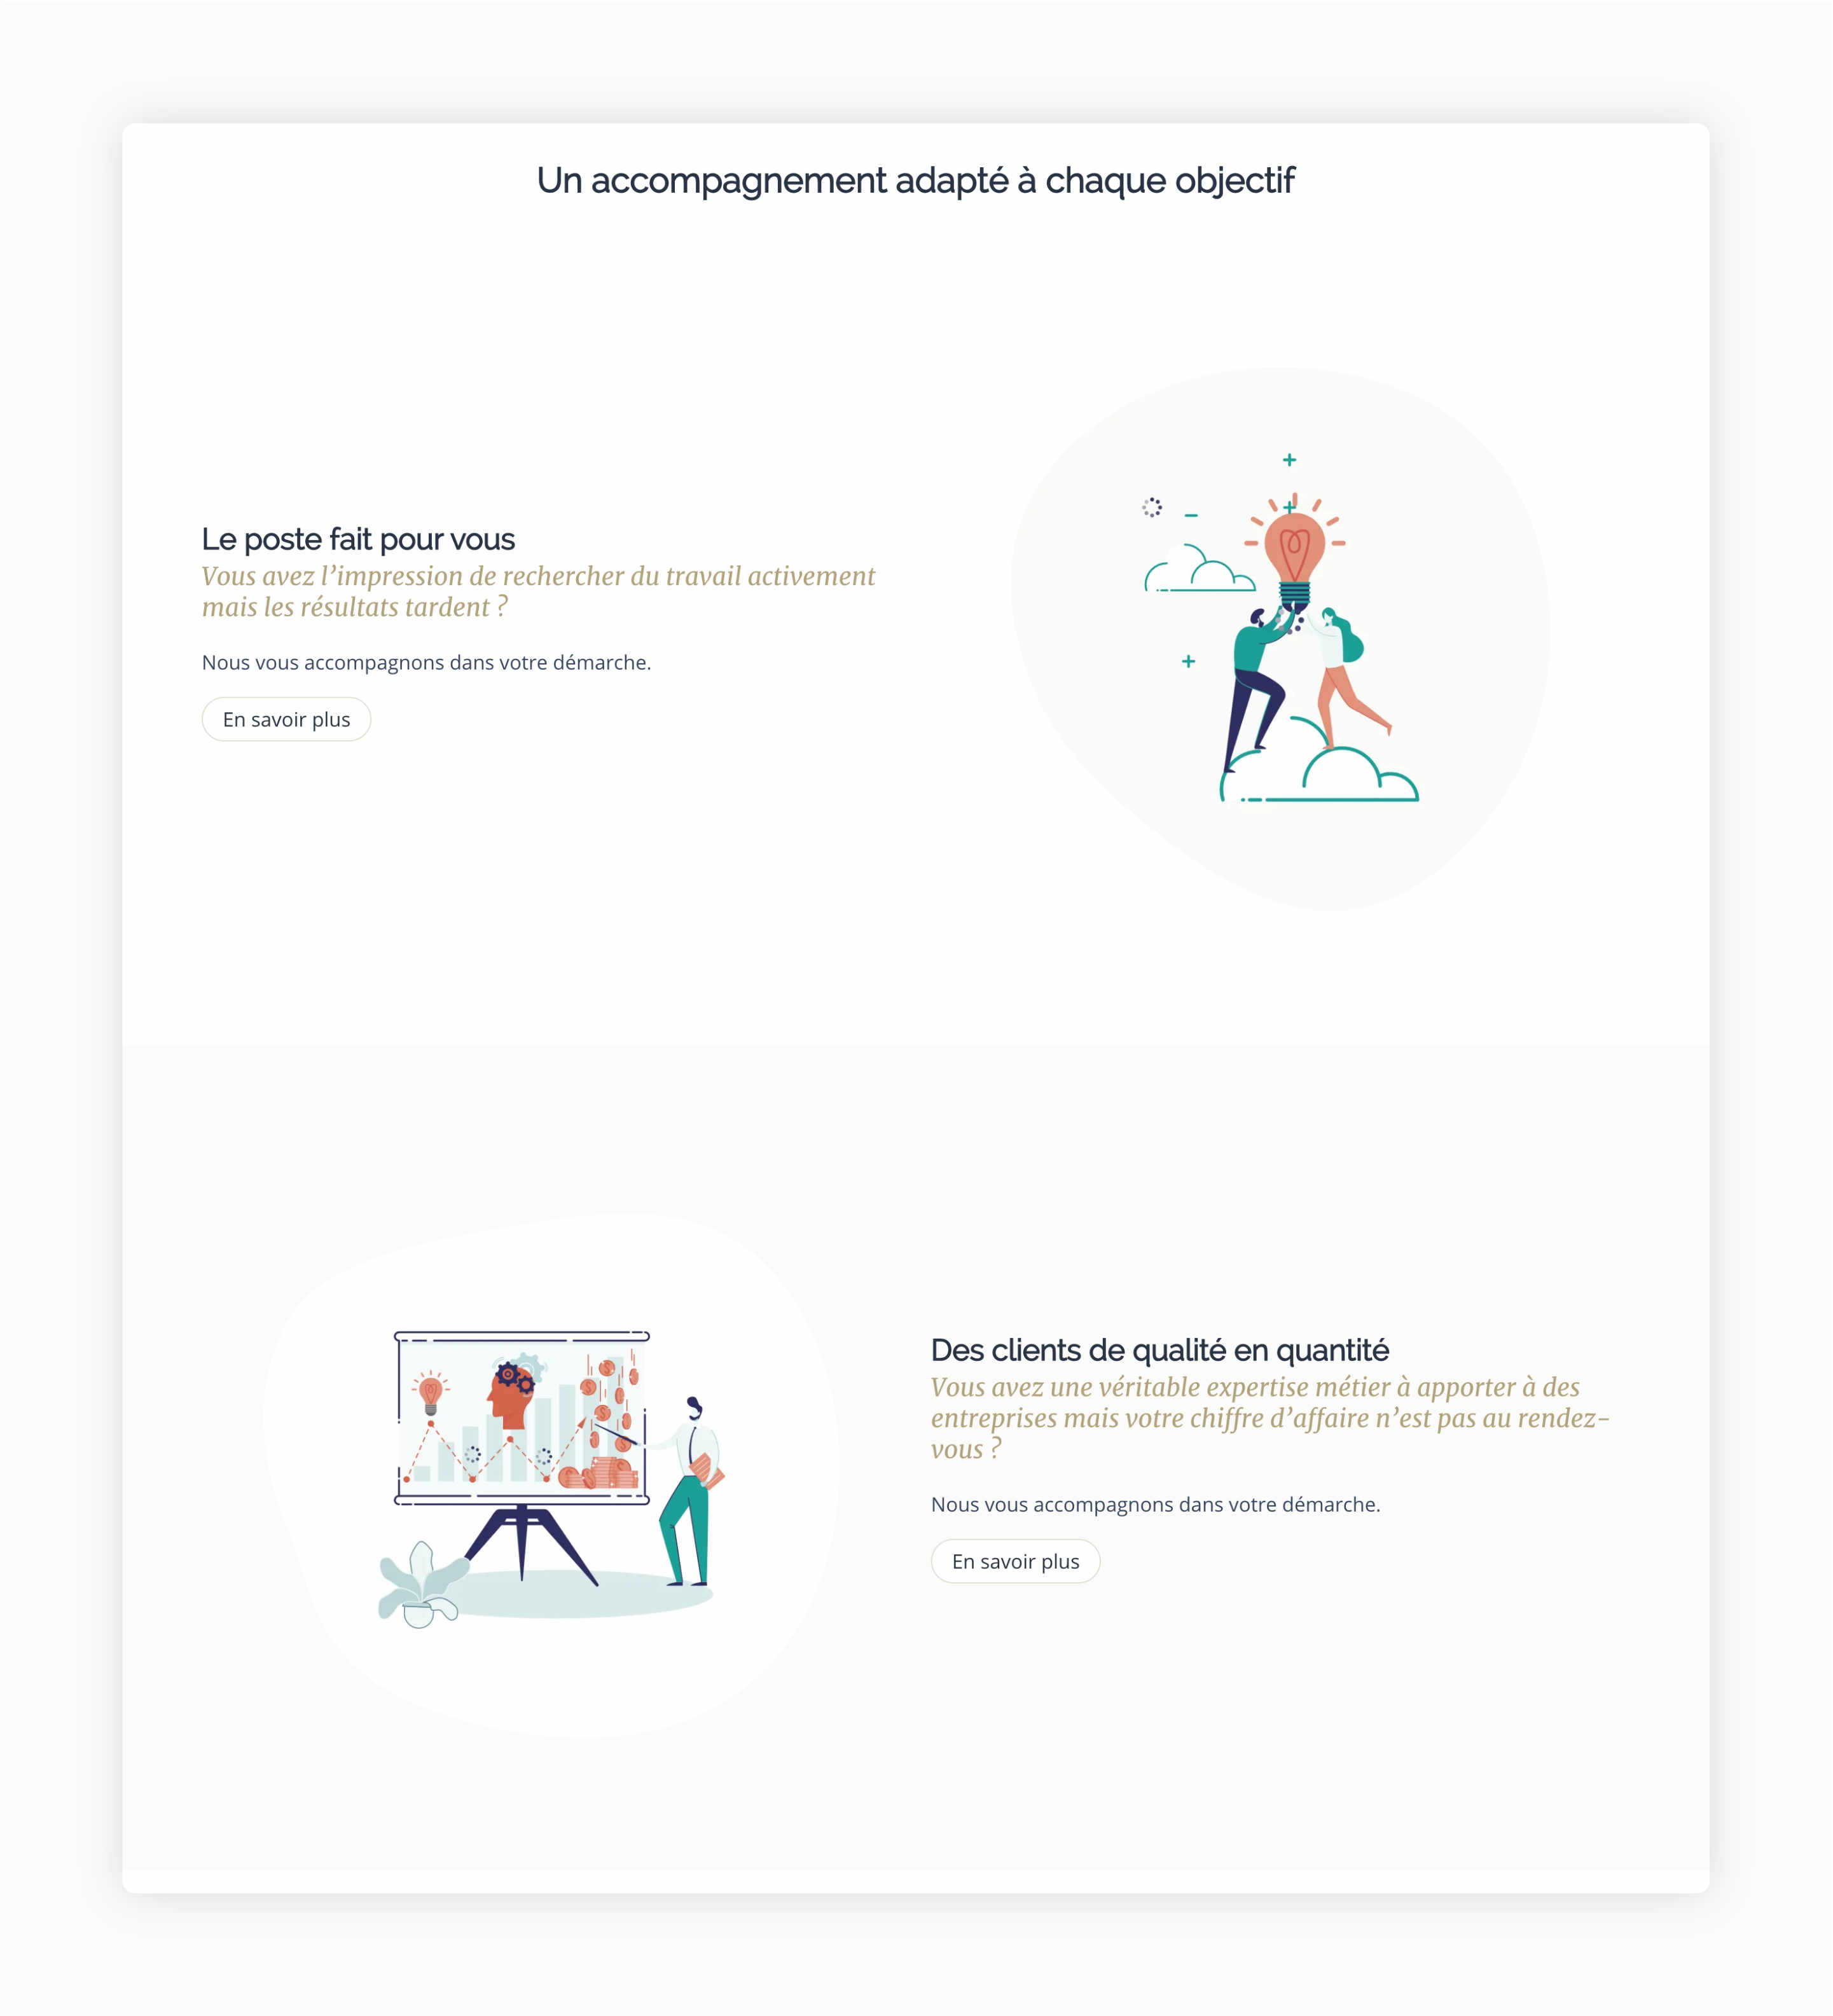 Un accompagnement adapté à chaque objectif
Le poste fait pour vous
Vous avez l’impression de rechercher du travail activement
mais les résultats tardent ?
Nous vous accompagnons dans votre démarche.
En savoir plus
Des clients de qualité en quantité
Vous avez une véritable expertise métier à apporter à des
entreprises mais votre chiffre d’affaire n’est pas au rendez-
vous ?
Nous vous accompagnons dans votre démarche.
En savoir plus